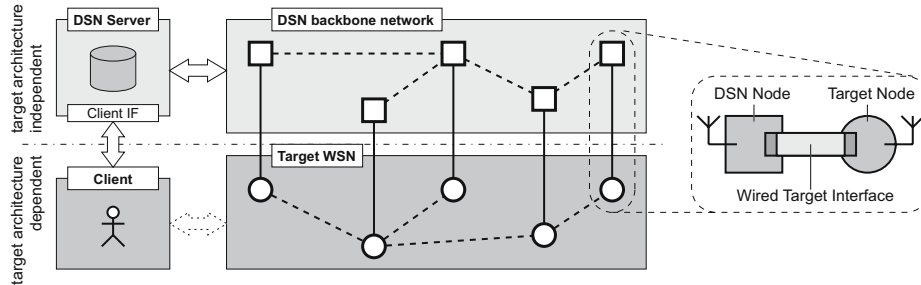 target architecture
independent
DSN Server
Client IF
DSN backbone network
DSN Node
Target Node
Wired Target Interface
target architecture
dependent
Client
Target WSN